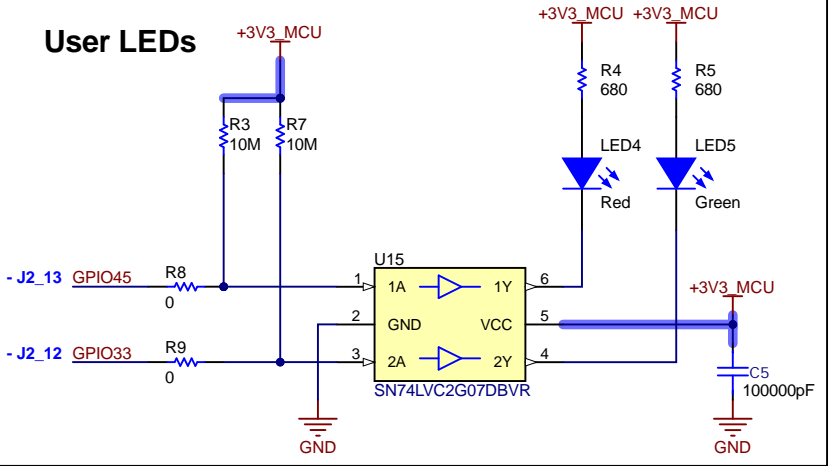 User LEDs
+3V3_MCU
+3V3_MCU
+3V3_MCU
R3
10M
R7
10M
R4
680
R5
680
LED4
Red
LED5
Green
- J2_13 GPIO45
R8
0
- J2_12 GPIO33
R9
0
U15
1 1A 1Y 6
2 GND VCC 5
3 2A 2Y 4
SN74LVC2G07DBVR
GND
+3V3_MCU
C5
100000pF
GND